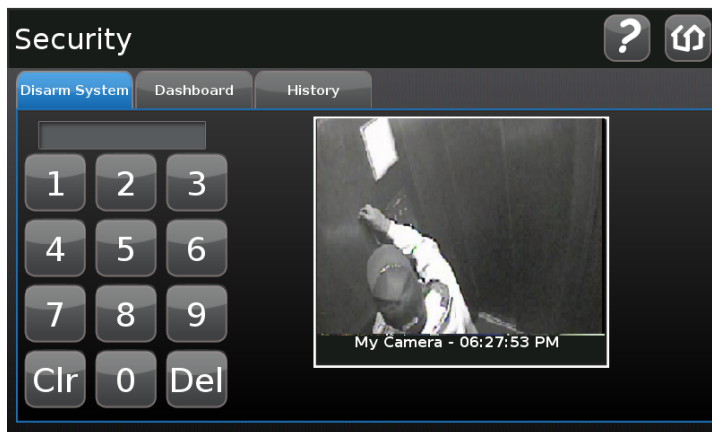 Security
?
Disarm System Dashboard History
1 2 3
4 5 6
7 8 9
Clr 0 Del
My Camera - 06:27:53 PM